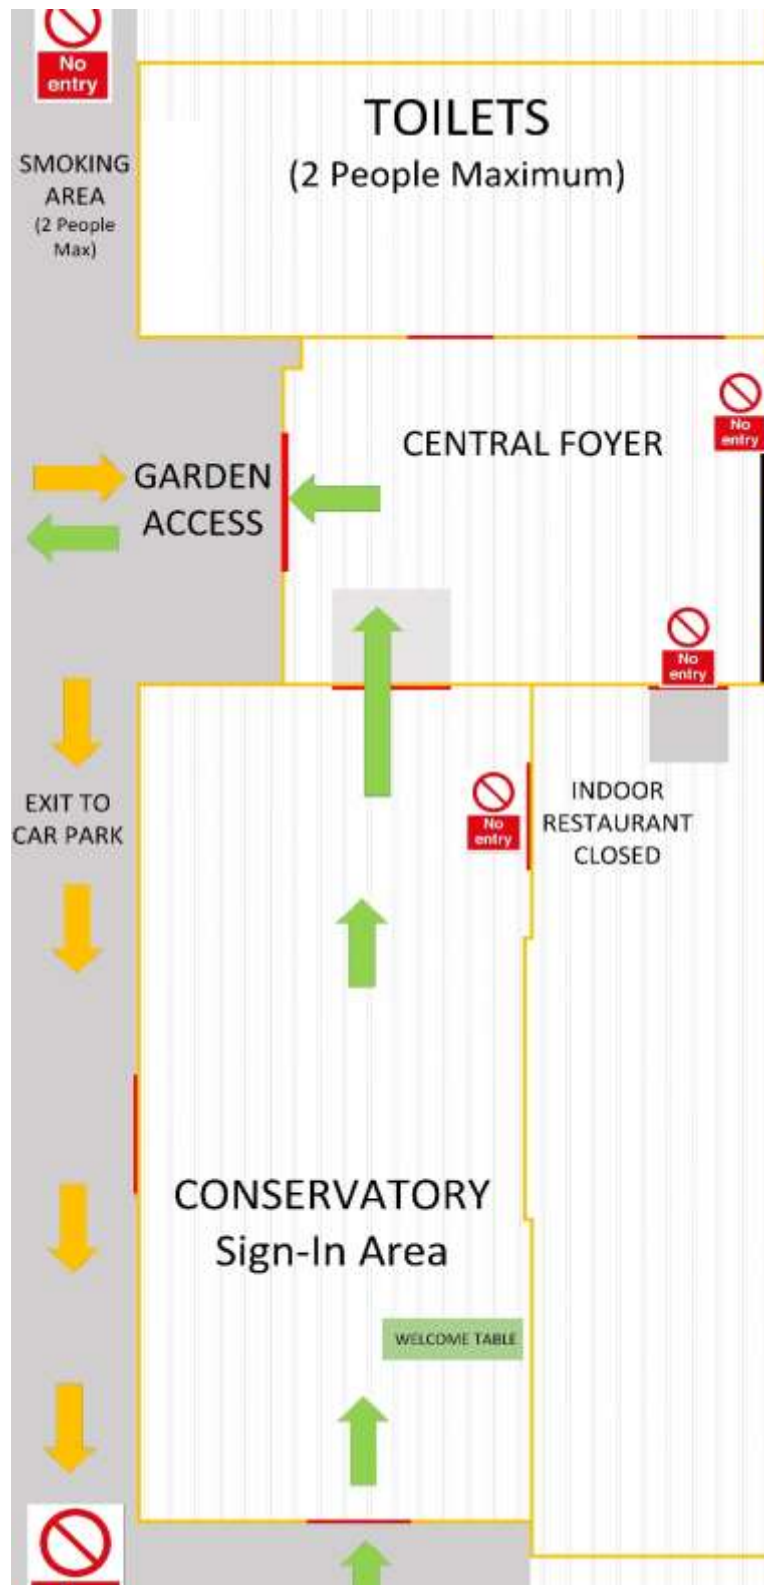 No
entry
TOILETS
(2 People Maximum)
SMOKING
AREA
(2 People
Max)
No
entry
CENTRAL FOYER
GARDEN
ACCESS
No
entry
EXIT TO
CAR PARK
No
entry
INDOOR
RESTAURANT
CLOSED
CONSERVATORY
Sign-In Area
WELCOME TABLE